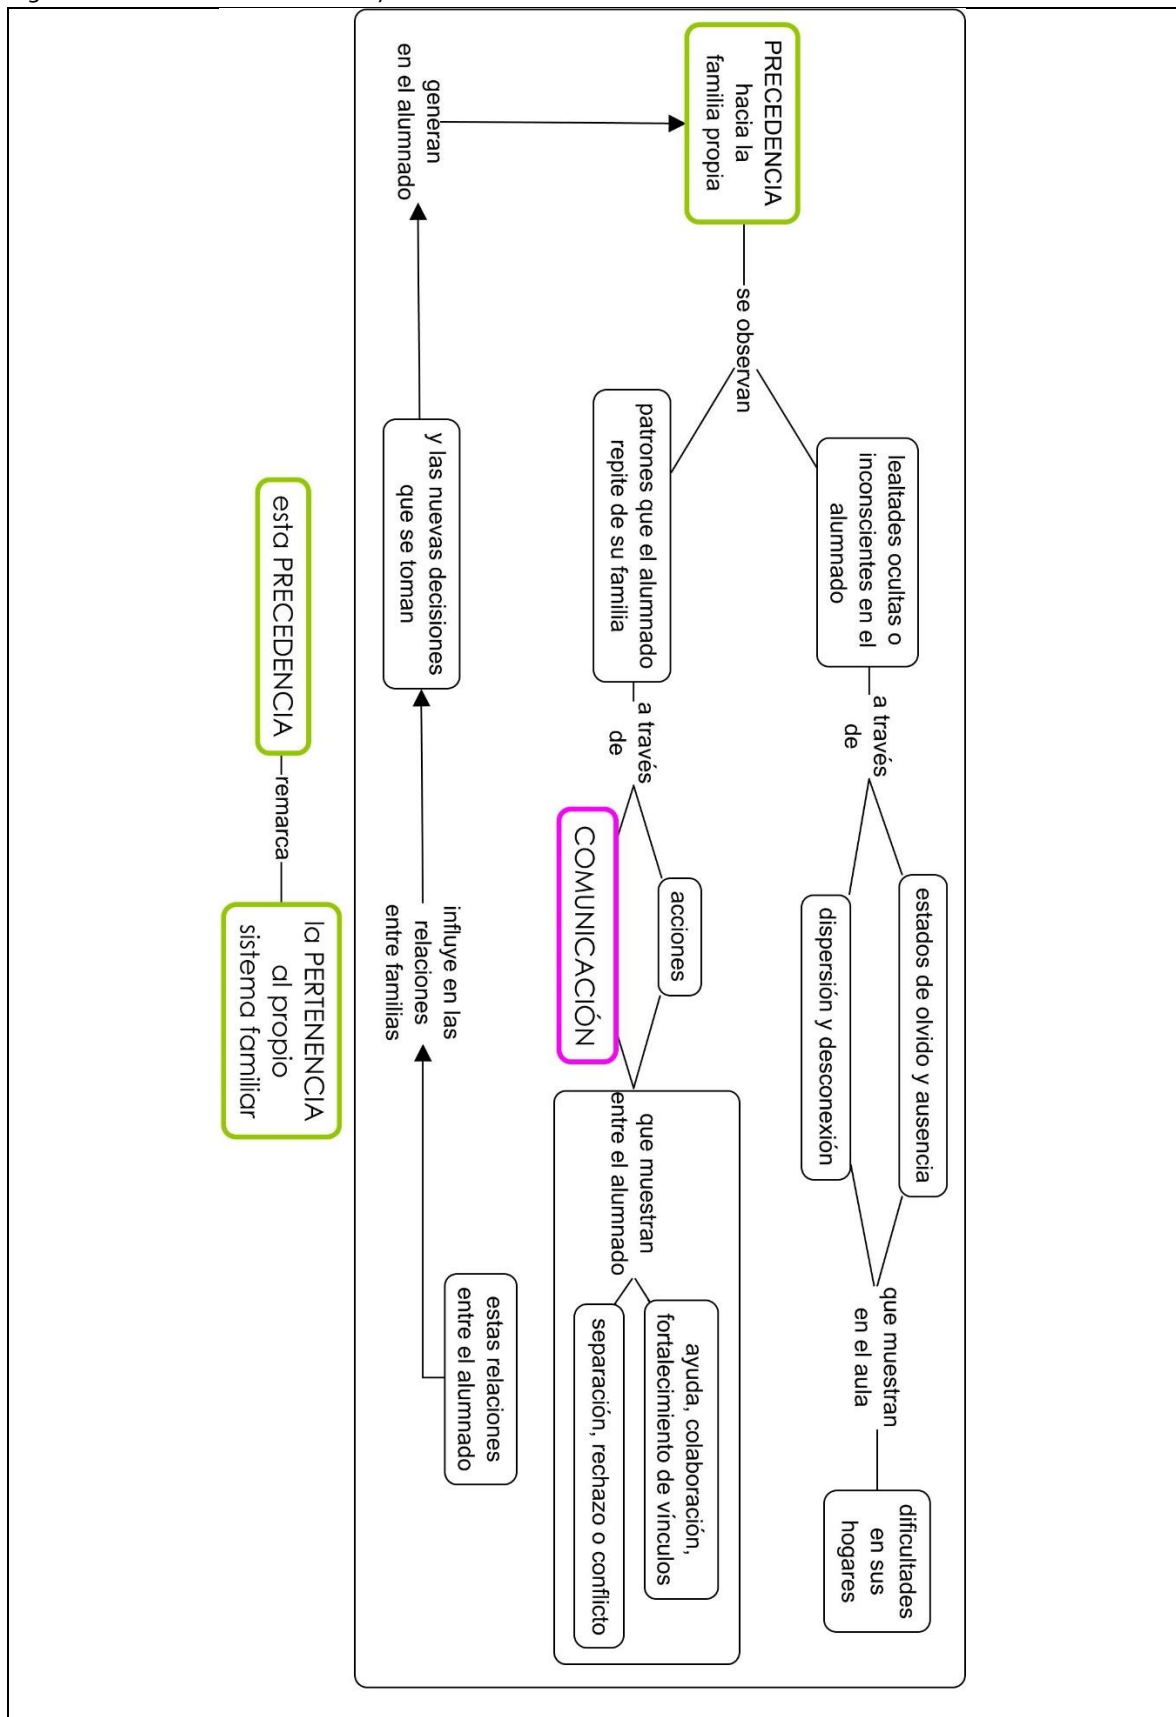 PRECEDENCIA
hacia la
familia propia
se observan
lealtades ocultas o
inconscientes en el
alumnado
a través
de
estados de olvido y ausencia
dispersión y desconexión
que muestran
en el aula
dificultades
en sus
hogares
patrones que el alumnado
repite de su familia
a través
de
acciones
COMUNICACIÓN
que muestran
entre el alumnado
ayuda, colaboración,
fortalecimiento de vínculos
separación, rechazo o conflicto
estas relaciones
entre el alumnado
influye en las
relaciones
entre familias
y las nuevas decisiones
que se toman
generan
en el alumnado
esta PRECEDENCIA
remarca
la PERTENENCIA
al propio
sistema familiar